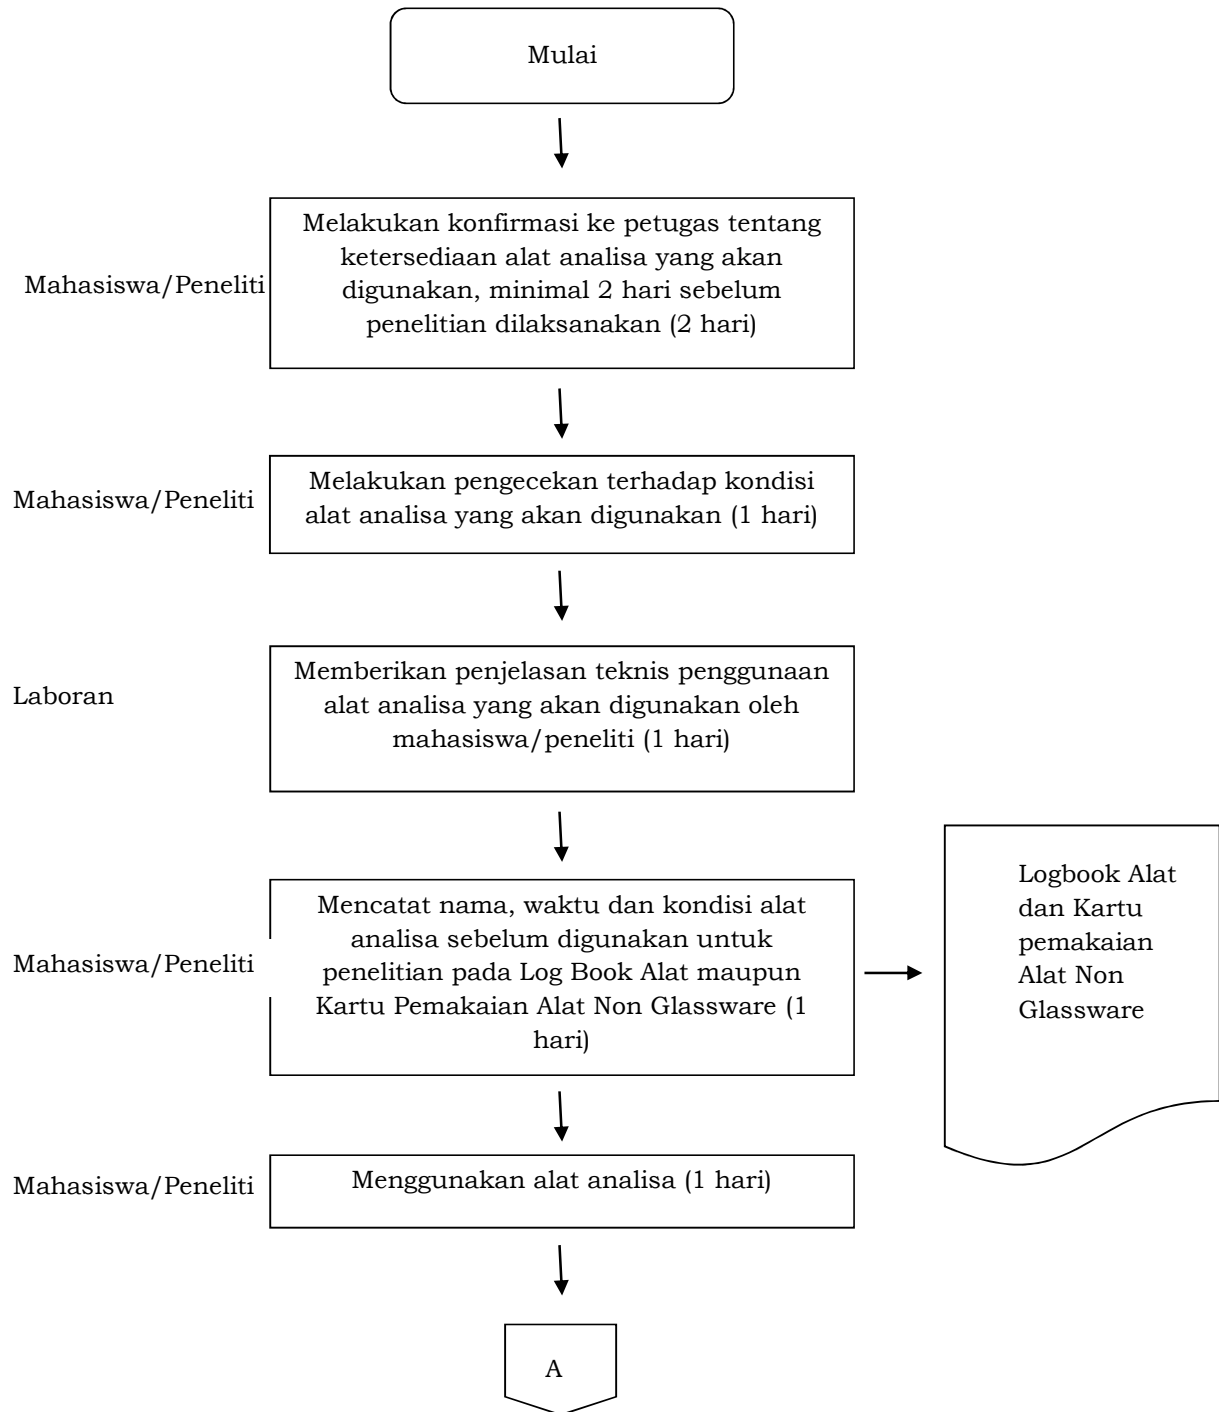 Mulai
Mahasiswa/Peneliti
Melakukan konfirmasi ke petugas tentang
ketersediaan alat analisa yang akan
digunakan, minimal 2 hari sebelum
penelitian dilaksanakan (2 hari)
Mahasiswa/Peneliti
Melakukan pengecekan terhadap kondisi
alat analisa yang akan digunakan (1 hari)
Laboran
Memberikan penjelasan teknis penggunaan
alat analisa yang akan digunakan oleh
mahasiswa/peneliti (1 hari)
Mahasiswa/Peneliti
Mencatat nama, waktu dan kondisi alat
analisa sebelum digunakan untuk
penelitian pada Log Book Alat maupun
Kartu Pemakaian Alat Non Glassware (1
hari)
Logbook Alat
dan Kartu
pemakaian
Alat Non
Glassware
Mahasiswa/Peneliti
Menggunakan alat analisa (1 hari)
A